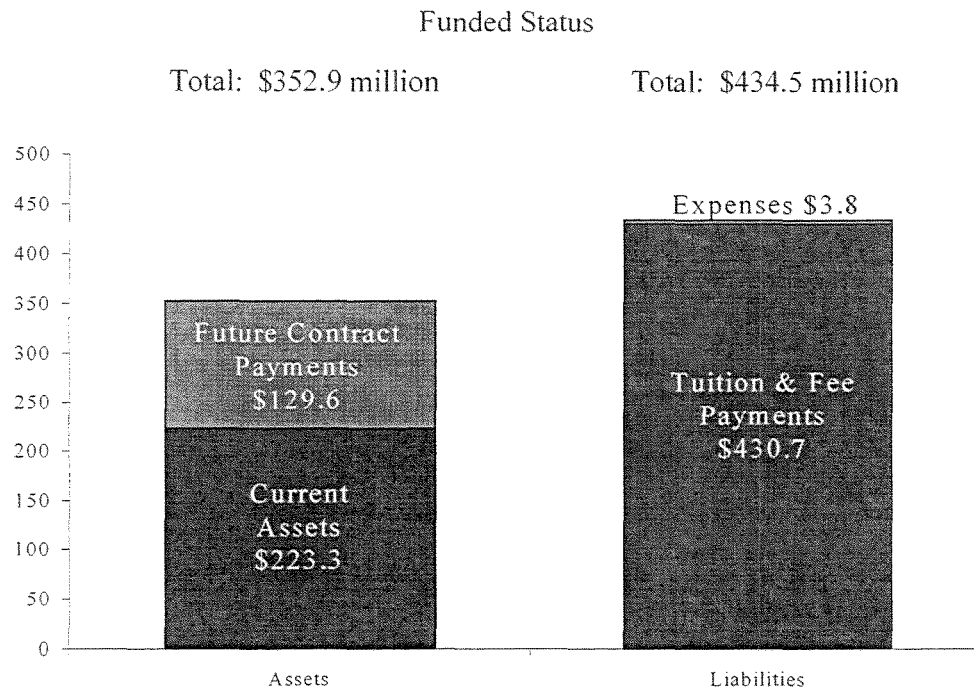 Funded Status
Total: $352.9 million
Total: $434.5 million
500
450
400
350
300
250
200
150
100
50
0
Expenses $3.8
Future Contract
Payments
$129.6
Tuition & Fee
Payments
$430.7
Current
Assets
$223.3
Assets
Liabilities